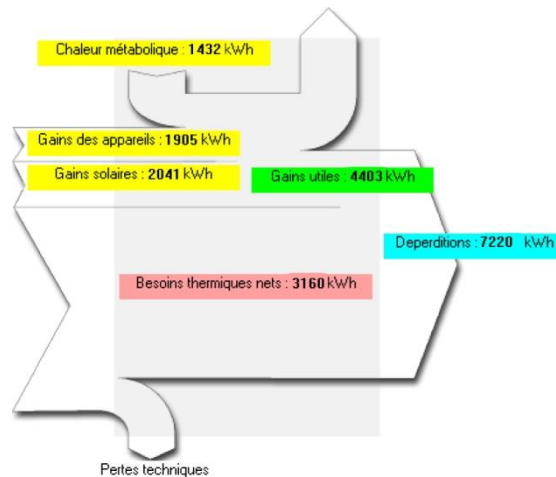 Chaleur métabolique : 1432 kWh
Gains des appareils : 1905 kWh
Gains solaires : 2041 kWh
Gains utiles : 4403 kWh
Deperditions : 7220 kWh
Besoins thermiques nets : 3160 kWh
Pertes techniques